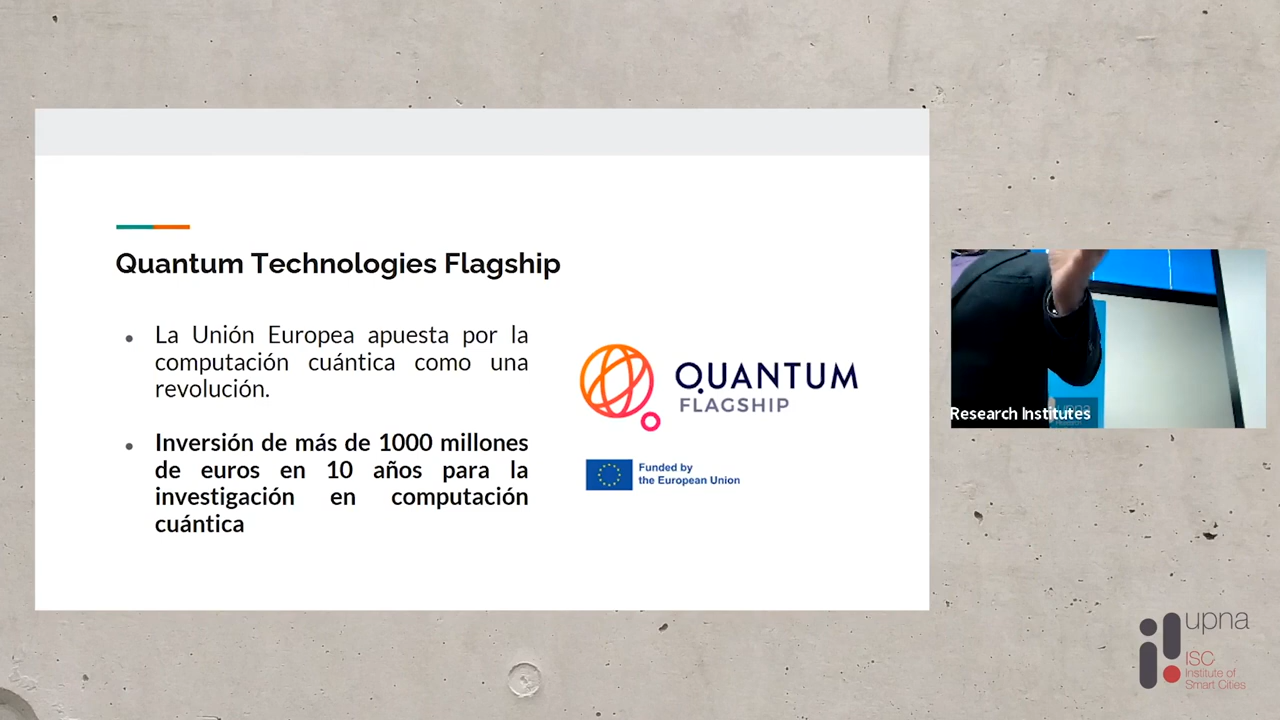 Quantum Technologies Flagship
La Unión Europea apuesta por la
computación cuántica como una
revolución.
Inversión de más de 1000 millones
de euros en 10 años para la
investigación en computación
cuántica
QUANTUM
FLAGSHIP
Funded by
the European Union
Research Institutes
upna
upna
ISC
Institute of
Smart Cities